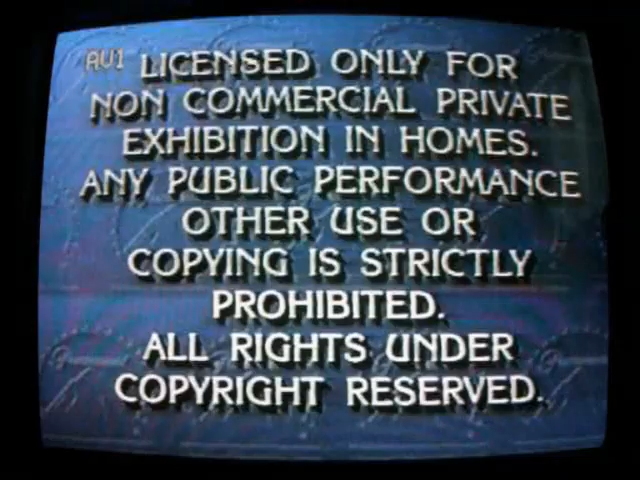 AV1 LICENSED ONLY FOR
NON COMMERCIAL PRIVATE
EXHIBITION IN HOMES.
ANY PUBLIC PERFORMANCE
OTHER USE OR
COPYING IS STRICTLY
PROHIBITED.
ALL RIGHTS UNDER
COPYRIGHT RESERVED.